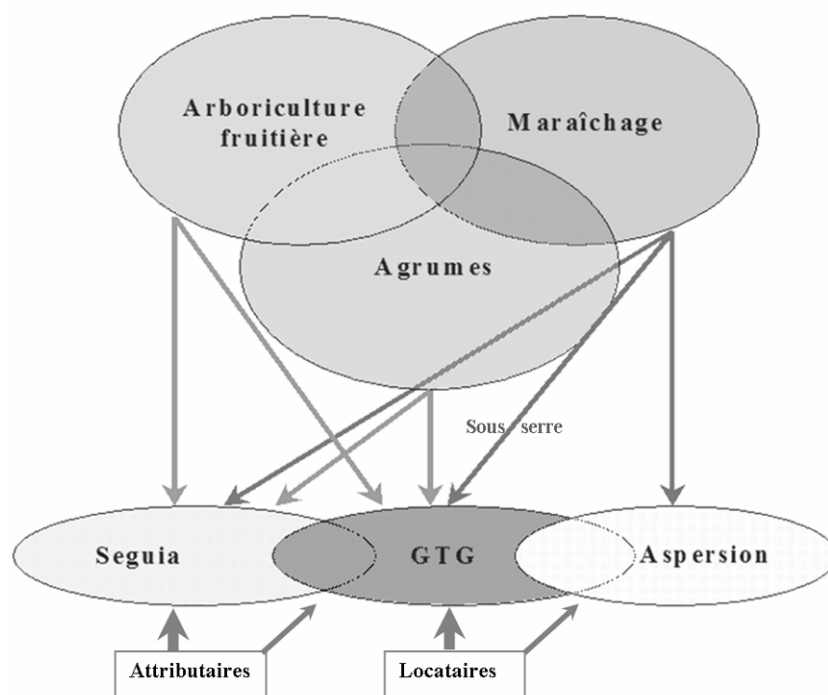 Arboriculture
fruitière
Maraîchage
Agrumes
Sous serre
Seguia
GTG
Aspersion
Attributaires
Locataires